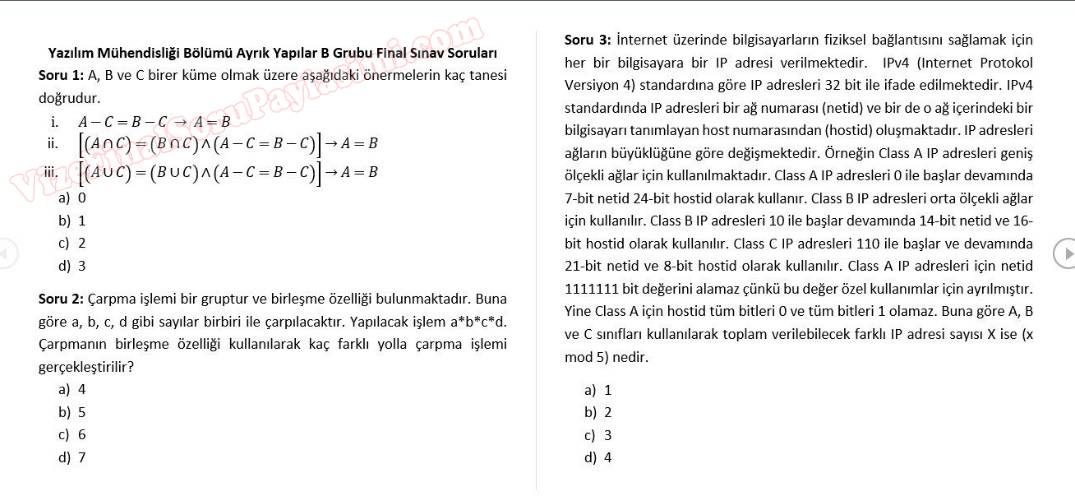 Yazılım Mühendisliği Bölümü Ayrık Yapılar B Grubu Final Sınav Soruları
Soru 1: A, B ve C birer küme olmak üzere aşağıdaki önermelerin kaç tanesi
doğrudur.
i. A − C = B − C → A = B
ii. [(A ∩ C) = (B ∩ C) ∧ (A − C = B − C)] → A = B
iii. [(A ∪ C) = (B ∪ C) ∧ (A − C = B − C)] → A = B
a) 0
b) 1
c) 2
d) 3
Soru 2: Çarpma işlemi bir gruptur ve birleşme özelliği bulunmaktadır. Buna
göre a, b, c, d gibi sayılar birbiri ile çarpılacaktır. Yapılacak işlem a*b*c*d.
Çarpmanın birleşme özelliği kullanılarak kaç farklı yolla çarpma işlemi
gerçekleştirilir?
a) 4
b) 5
c) 6
d) 7
Soru 3: İnternet üzerinde bilgisayarların fiziksel bağlantısını sağlamak için
her bir bilgisayara bir IP adresi verilmektedir. IPv4 (Internet Protokol
Versiyon 4) standardına göre IP adresleri 32 bit ile ifade edilmektedir. IPv4
standardında IP adresleri bir ağ numarası (netid) ve bir de o ağ içerindeki bir
bilgisayarı tanımlayan host numarasından (hostid) oluşmaktadır. IP adresleri
ağların büyüklüğüne göre değişmektedir. Örneğin Class A IP adresleri geniş
ölçekli ağlar için kullanılmaktadır. Class A IP adresleri 0 ile başlar devamında
7-bit netid 24-bit hostid olarak kullanır. Class B IP adresleri orta ölçekli ağlar
için kullanılır. Class B IP adresleri 10 ile başlar devamında 14-bit netid ve 16-
bit hostid olarak kullanılır. Class C IP adresleri 110 ile başlar ve devamında
21-bit netid ve 8-bit hostid olarak kullanılır. Class A IP adresleri için netid
1111111 bit değerini alamaz çünkü bu değer özel kullanımlar için ayrılmıştır.
Yine Class A için hostid tüm bitleri 0 ve tüm bitleri 1 olamaz. Buna göre A, B
ve C sınıfları kullanılarak toplam verilebilecek farklı IP adresi sayısı X ise (x
mod 5) nedir.
a) 1
b) 2
c) 3
d) 4
VizeFinalSoruPaylasimi.com